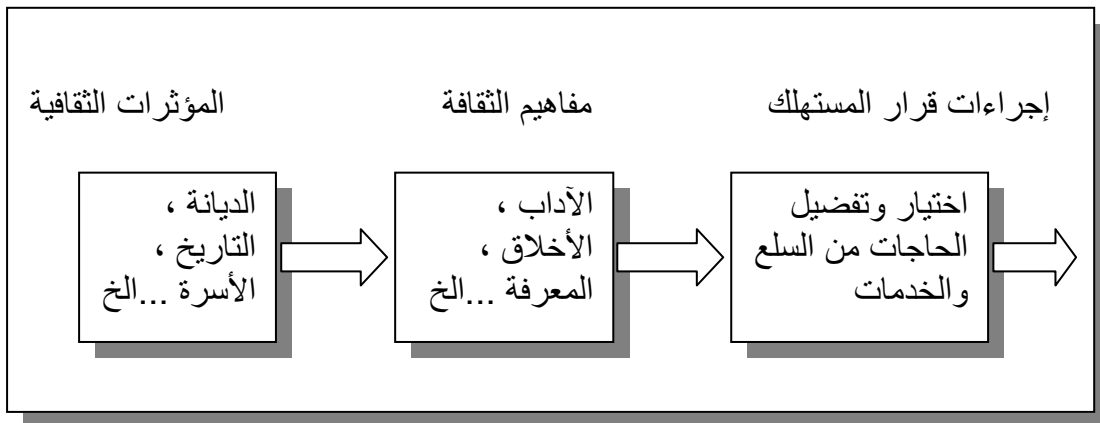 المؤثرات الثقافية
مفاهيم الثقافة
إجراءات قرار المستهلك
الديانة ،
التاريخ ،
الأسرة ...الخ
الآداب ،
الأخلاق ،
المعرفة ...الخ
اختيار وتفضيل
الحاجات من السلع
والخدمات